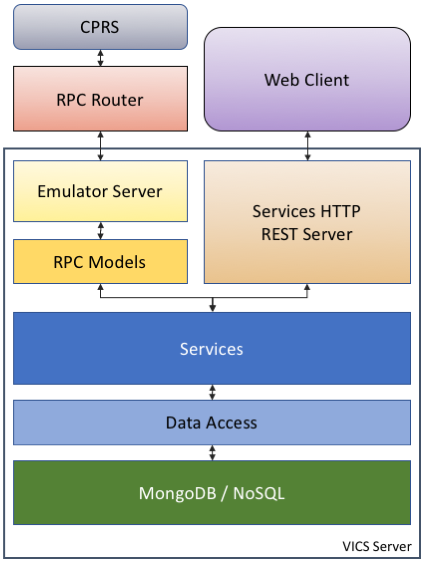 CPRS
RPC Router
Web Client
Emulator Server
Services HTTP
REST Server
RPC Models
Services
Data Access
MongoDB / NoSQL
VICS Server